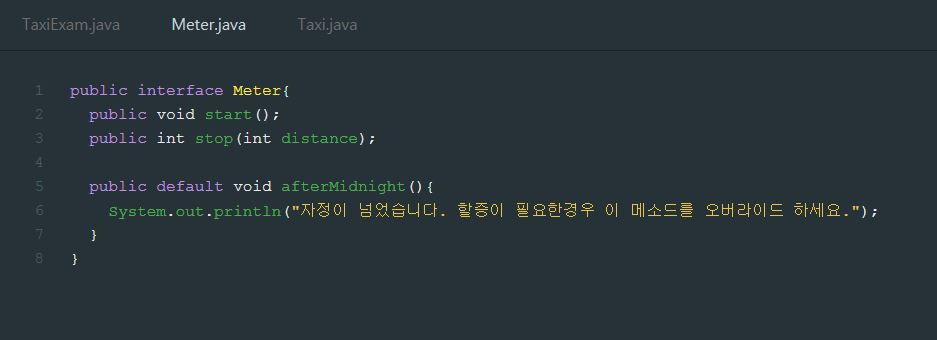 TaxiExam.java Meter.java Taxi.java
1 public interface Meter{
2 public void start();
3 public int stop(int distance);
4
5 public default void afterMidnight(){
6 System.out.println("자정이 넘었습니다. 할증이 필요한경우 이 메소드를 오버라이드 하세요.");
7 }
8 }